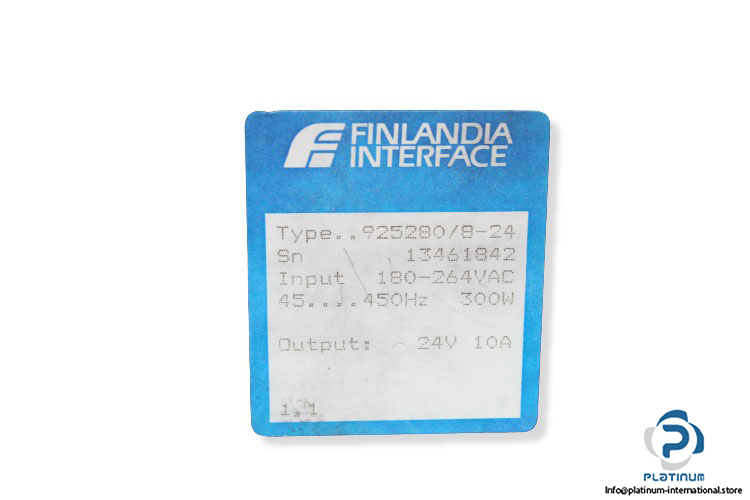 FINLANDIA
INTERFACE
Type..925280/8-24
Sn 13461842
Input 180-264VAC
45....450Hz 300W
Output: 24V 10A
1.1
PLATINUM
Info@platinum-international.store